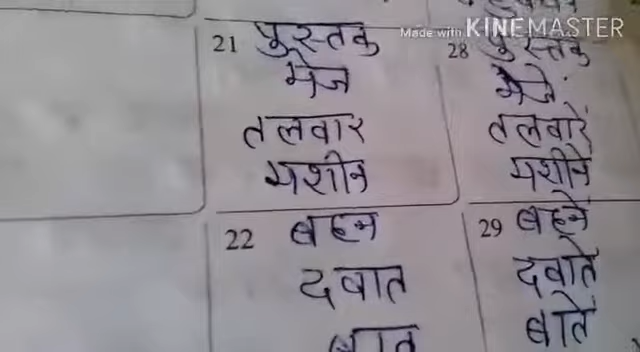 Made with KINEMASTER
21 पुस्तक
मेज
तलवार
मशीन
22 बहन
दवात
बात
28 पुस्तकें
मेजें
तलवारें
मशीनें
29 बहनें
दवातें
बातें